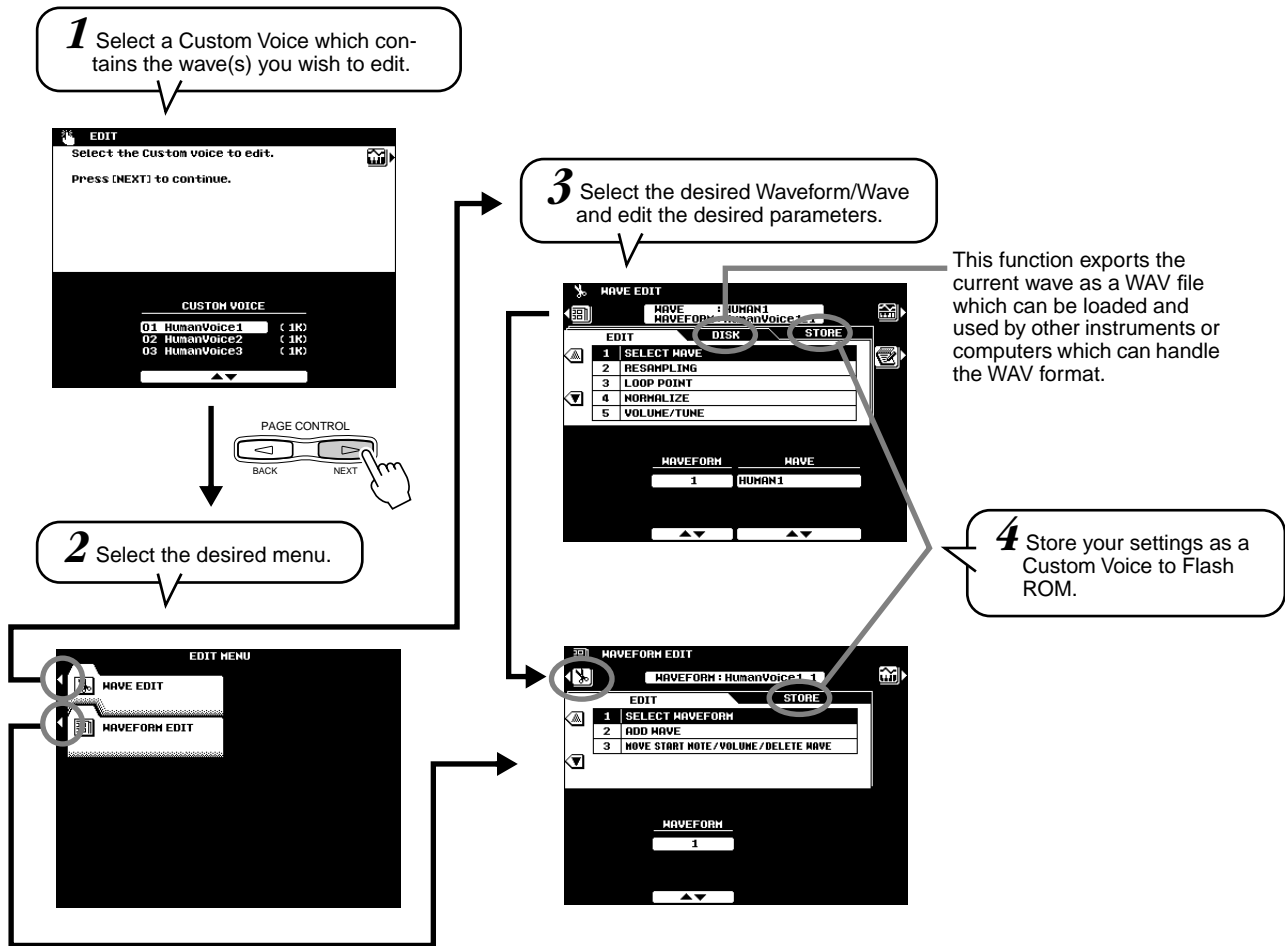 1 Select a Custom Voice which con-
tains the wave(s) you wish to edit.
EDIT
Select the Custom voice to edit.
Press [NEXT] to continue.
CUSTOM VOICE
01 HumanVoice1 ( 1K)
02 HumanVoice2 ( 1K)
03 HumanVoice3 ( 1K)
PAGE CONTROL
BACK NEXT
2 Select the desired menu.
EDIT MENU
WAVE EDIT
WAVEFORM EDIT
3 Select the desired Waveform/Wave
and edit the desired parameters.
WAVE EDIT
WAVE :HUMAN1
WAVEFORM:HumanVoice1 1
EDIT DISK STORE
1 SELECT WAVE
2 RESAMPLING
3 LOOP POINT
4 NORMALIZE
5 VOLUME/TUNE
WAVEFORM WAVE
1 HUMAN1
This function exports the
current wave as a WAV file
which can be loaded and
used by other instruments or
computers which can handle
the WAV format.
4 Store your settings as a
Custom Voice to Flash
ROM.
WAVEFORM EDIT
WAVEFORM : HumanVoice1 1
EDIT STORE
1 SELECT WAVEFORM
2 ADD WAVE
3 MOVE START NOTE/VOLUME/DELETE WAVE
WAVEFORM
1